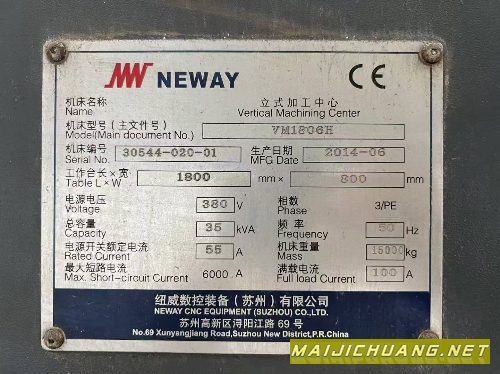 NEWAY CE
机床名称 立式加工中心
Name Vertical Machining Center
机床型号 (主文件号)
Model(Main document No.) VM1806H
机床编号 30544-020-01 生产日期 2014-06
Serial No. MFG Date
工作台长×宽 1800 mm× 800 mm
Table L×W
电源电压 380 V 相数 3/PE
Voltage Phase
总容量 35 kVA 频率 50 Hz
Capacity Frequency
电源开关额定电流 55 A 机床重量 15000 kg
Rated Current Mass
最大短路电流 6000 A 满载电流 100 A
Max. Short-circuit Current Full load Current
纽威数控装备(苏州)有限公司
NEWAY CNC EQUIPMENT (SUZHOU) CO.,LTD.
苏州高新区浔阳江路 69 号
No.69 Xunyangjiang Road,Suzhou New District,P.R.China
MAIJICHUANG.NET